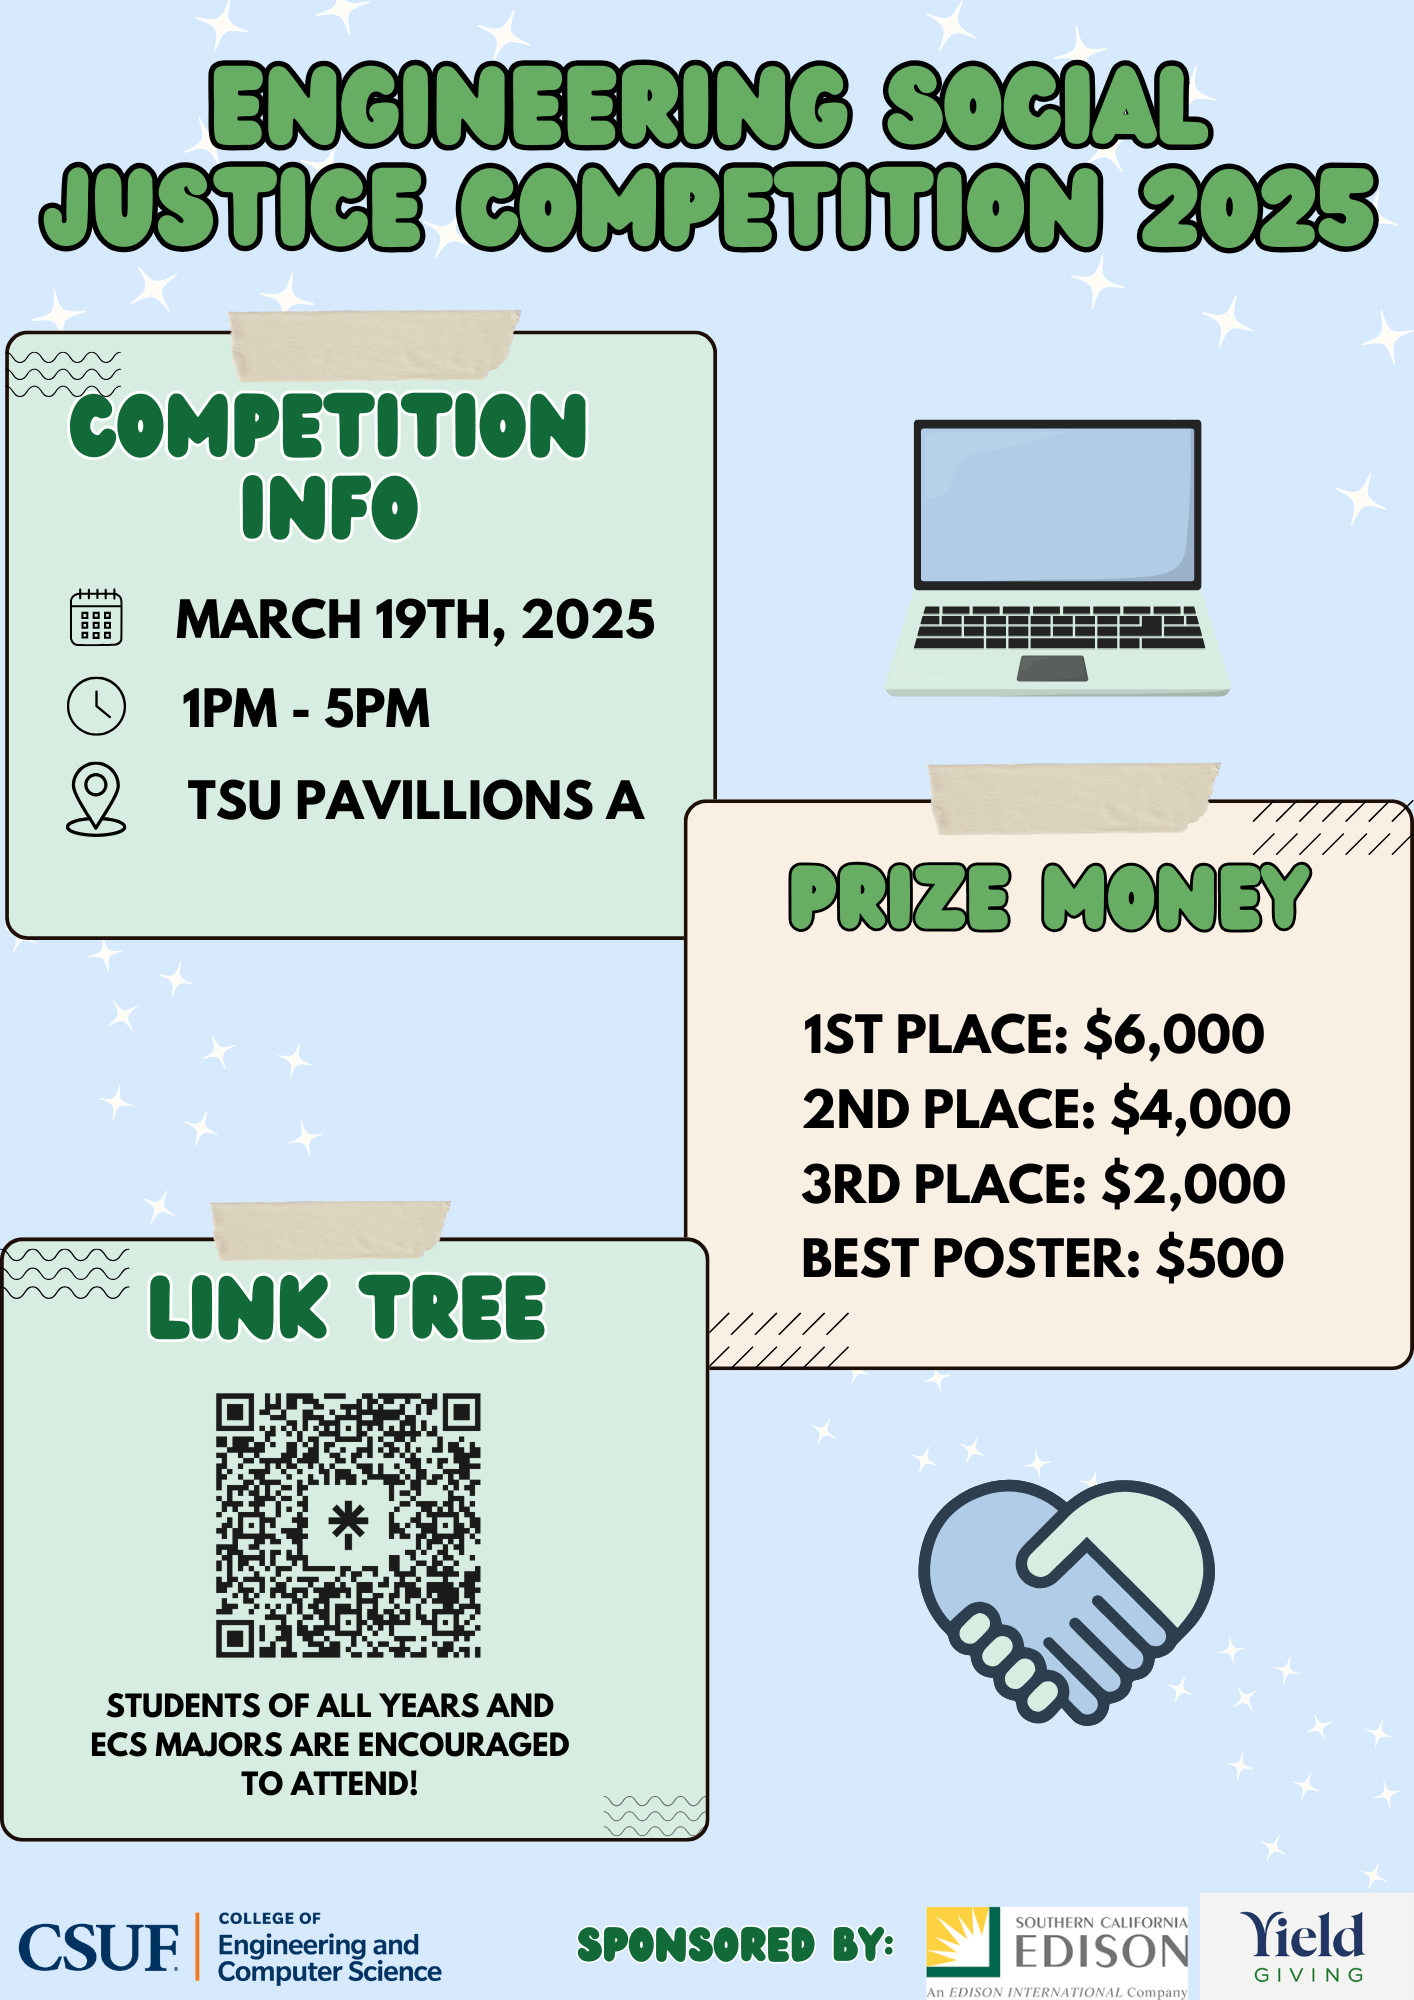 ENGINEERING SOCIAL
JUSTICE COMPETITION 2025
COMPETITION
INFO
MARCH 19TH, 2025
1PM - 5PM
TSU PAVILLIONS A
PRIZE MONEY
1ST PLACE: $6,000
2ND PLACE: $4,000
3RD PLACE: $2,000
BEST POSTER: $500
LINK TREE
STUDENTS OF ALL YEARS AND
ECS MAJORS ARE ENCOURAGED
TO ATTEND!
CSUF
COLLEGE OF
Engineering and
Computer Science
SPONSORED BY:
SOUTHERN CALIFORNIA
EDISON
An EDISON INTERNATIONAL Company
Yield
GIVING